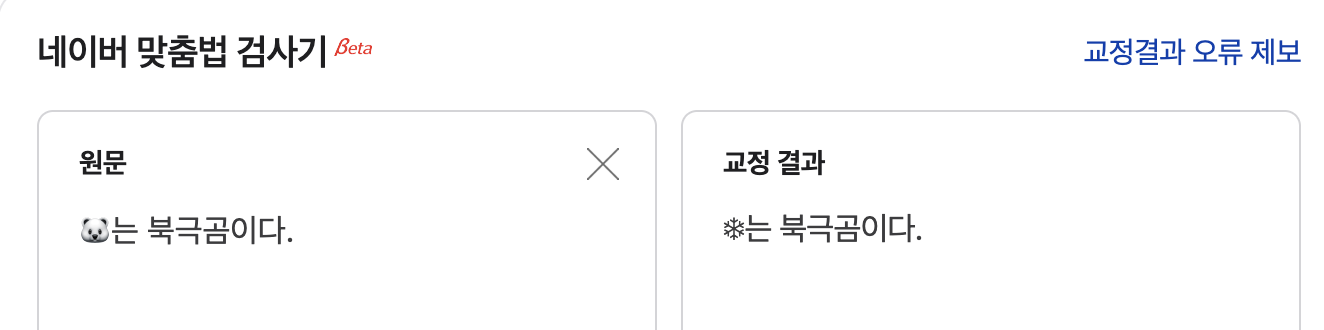 네이버 맞춤법 검사기 βeta
교정결과 오류 제보
원문
🐼는 북극곰이다.
교정 결과
❄는 북극곰이다.